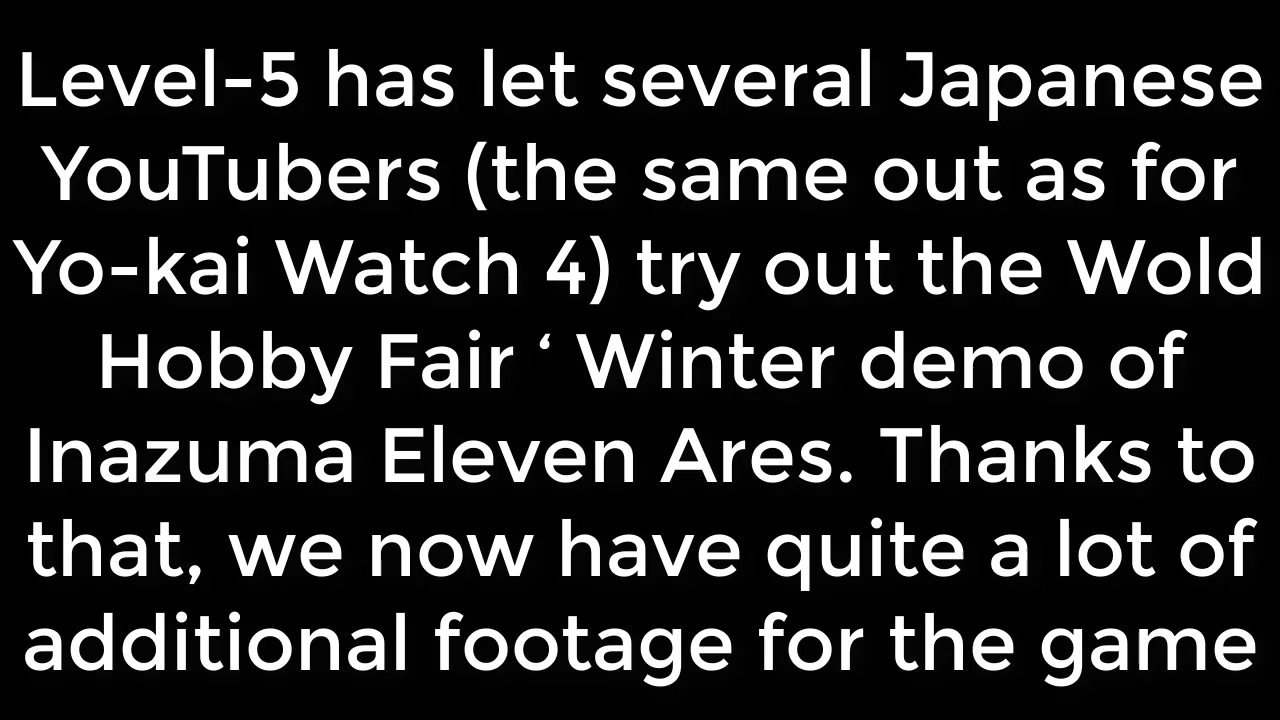 Level-5 has let several Japanese
YouTubers (the same out as for
Yo-kai Watch 4) try out the Wold
Hobby Fair ‘ Winter demo of
Inazuma Eleven Ares. Thanks to
that, we now have quite a lot of
additional footage for the game